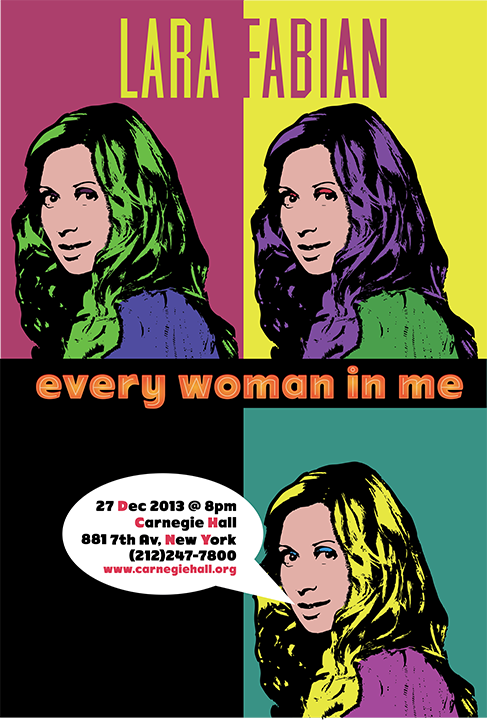 LARA FABIAN
every woman in me
27 Dec 2013 @ 8pm
Carnegie Hall
881 7th Av, New York
(212)247-7800
www.carnegiehall.org